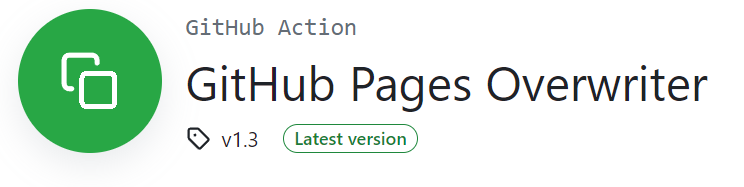 GitHub Action
GitHub Pages Overwriter
v1.3 Latest version